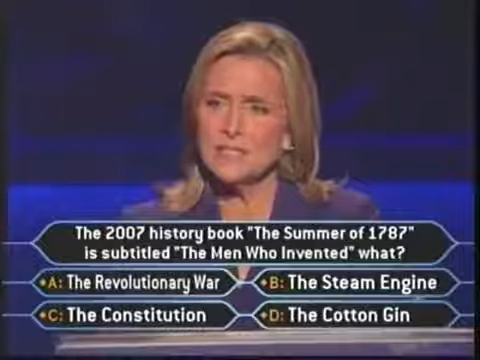 The 2007 history book "The Summer of 1787"
is subtitled "The Men Who Invented" what?
A: The Revolutionary War
B: The Steam Engine
C: The Constitution
D: The Cotton Gin